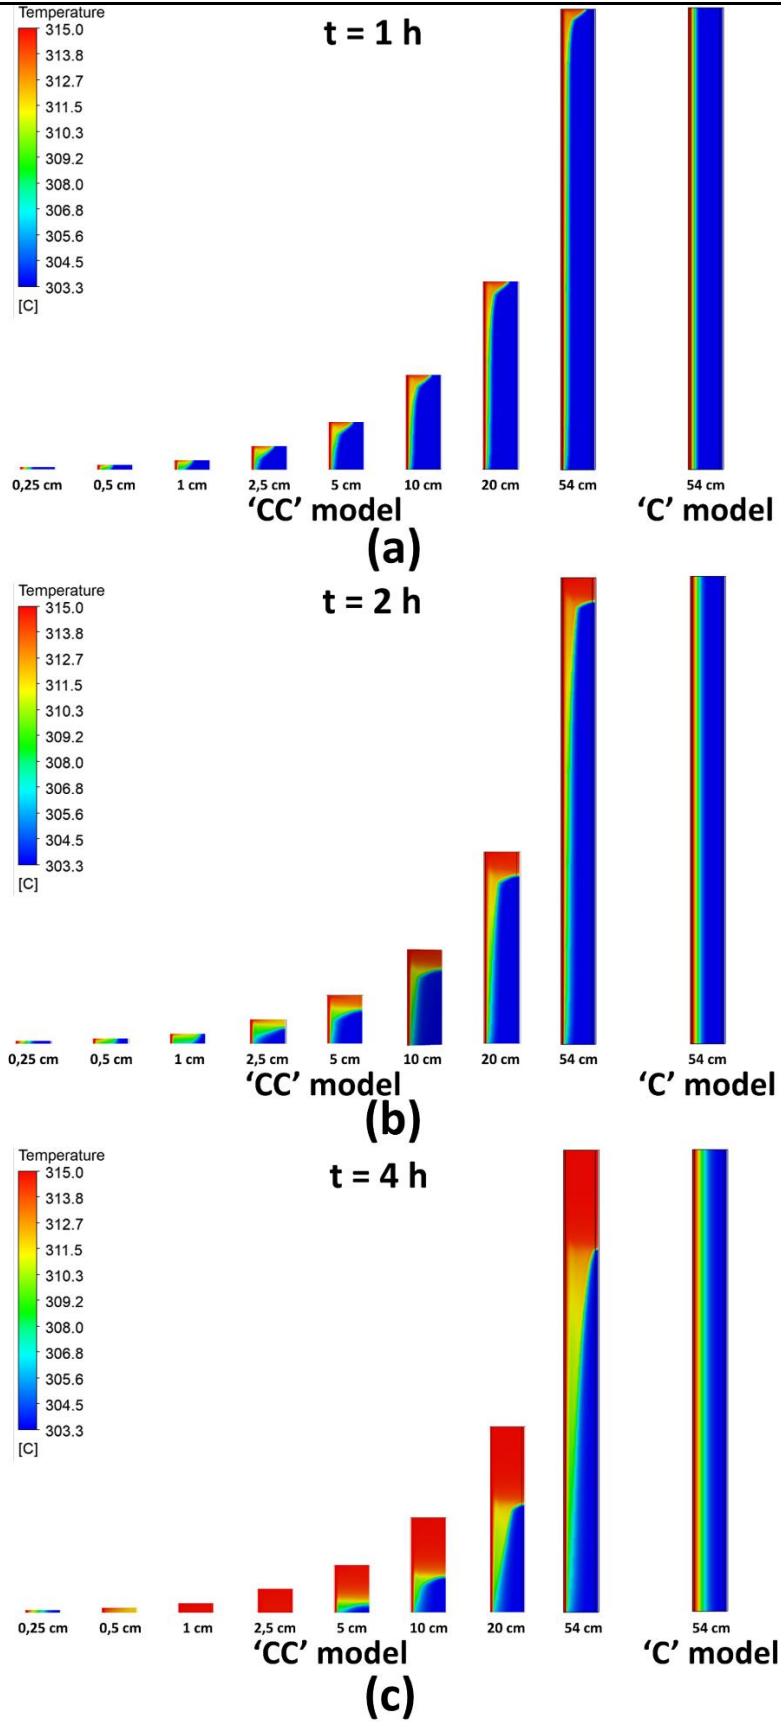 Temperature
t = 1 h
315.0
313.8
312.7
311.5
310.3
309.2
308.0
306.8
305.6
304.5
303.3
[C]
0,25 cm 0,5 cm 1 cm 2,5 cm 5 cm 10 cm 20 cm 54 cm 54 cm
‘CC’ model ‘C’ model
(a)
Temperature
t = 2 h
315.0
313.8
312.7
311.5
310.3
309.2
308.0
306.8
305.6
304.5
303.3
[C]
0,25 cm 0,5 cm 1 cm 2,5 cm 5 cm 10 cm 20 cm 54 cm 54 cm
‘CC’ model ‘C’ model
(b)
Temperature
t = 4 h
315.0
313.8
312.7
311.5
310.3
309.2
308.0
306.8
305.6
304.5
303.3
[C]
0,25 cm 0,5 cm 1 cm 2,5 cm 5 cm 10 cm 20 cm 54 cm 54 cm
‘CC’ model ‘C’ model
(c)